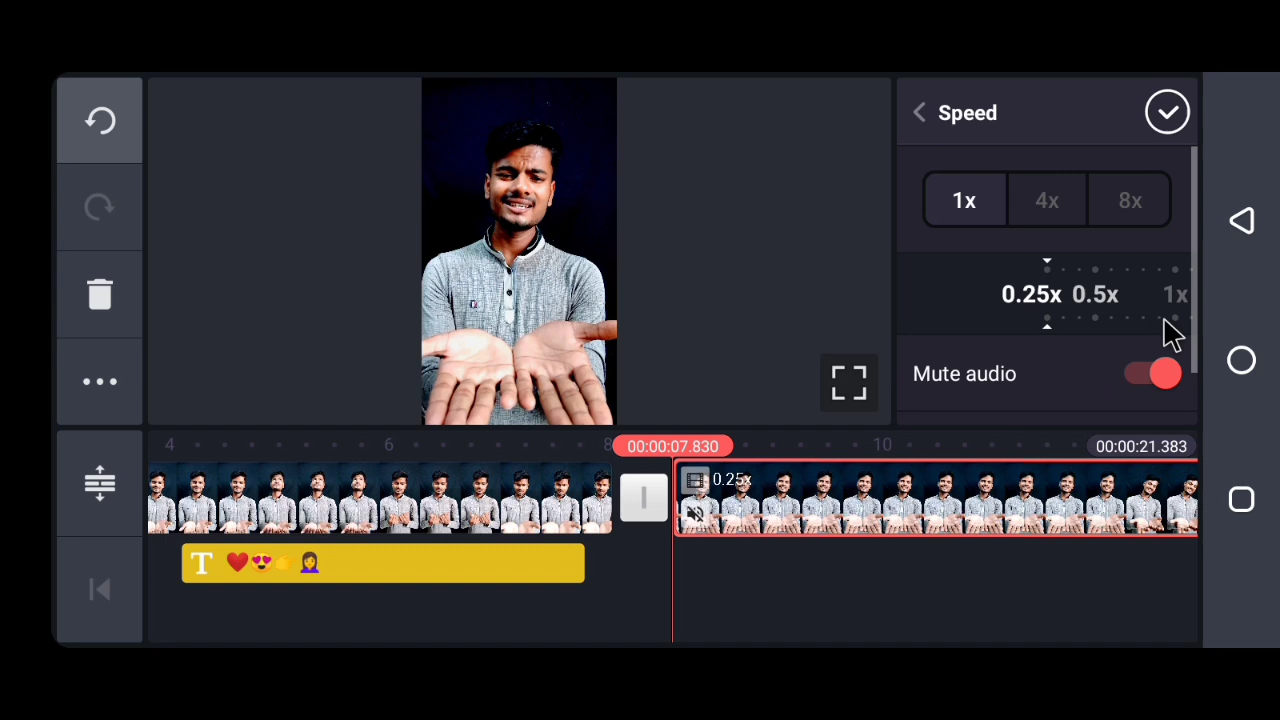 Speed
1x 4x 8x
0.25x 0.5x 1x
Mute audio
4 6 8 00:00:07.830 10 00:00:21.383
0.25x
T ❤️😍👉 🤦‍♀️